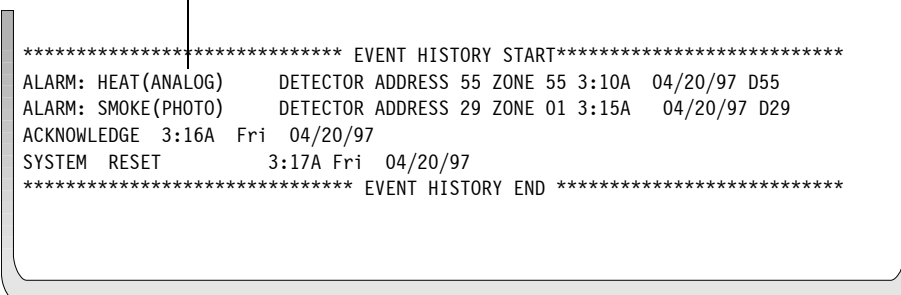 ****************************** EVENT HISTORY START***************************
ALARM: HEAT(ANALOG) DETECTOR ADDRESS 55 ZONE 55 3:10A 04/20/97 D55
ALARM: SMOKE(PHOTO) DETECTOR ADDRESS 29 ZONE 01 3:15A 04/20/97 D29
ACKNOWLEDGE 3:16A Fri 04/20/97
SYSTEM RESET 3:17A Fri 04/20/97
******************************* EVENT HISTORY END ***************************